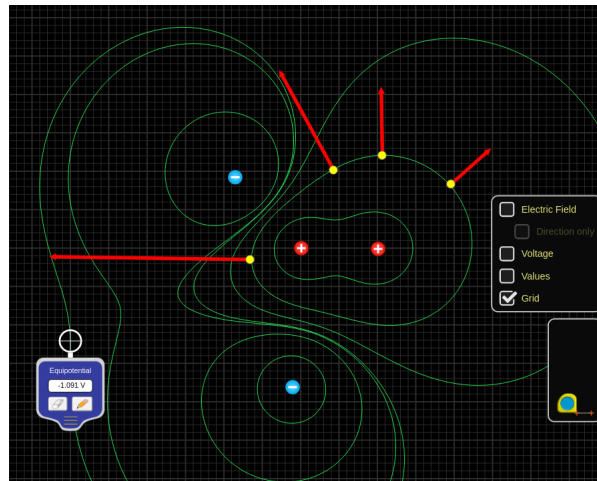 Electric Field
Direction only
Voltage
Values
Grid
Equipotential
-1.091 V